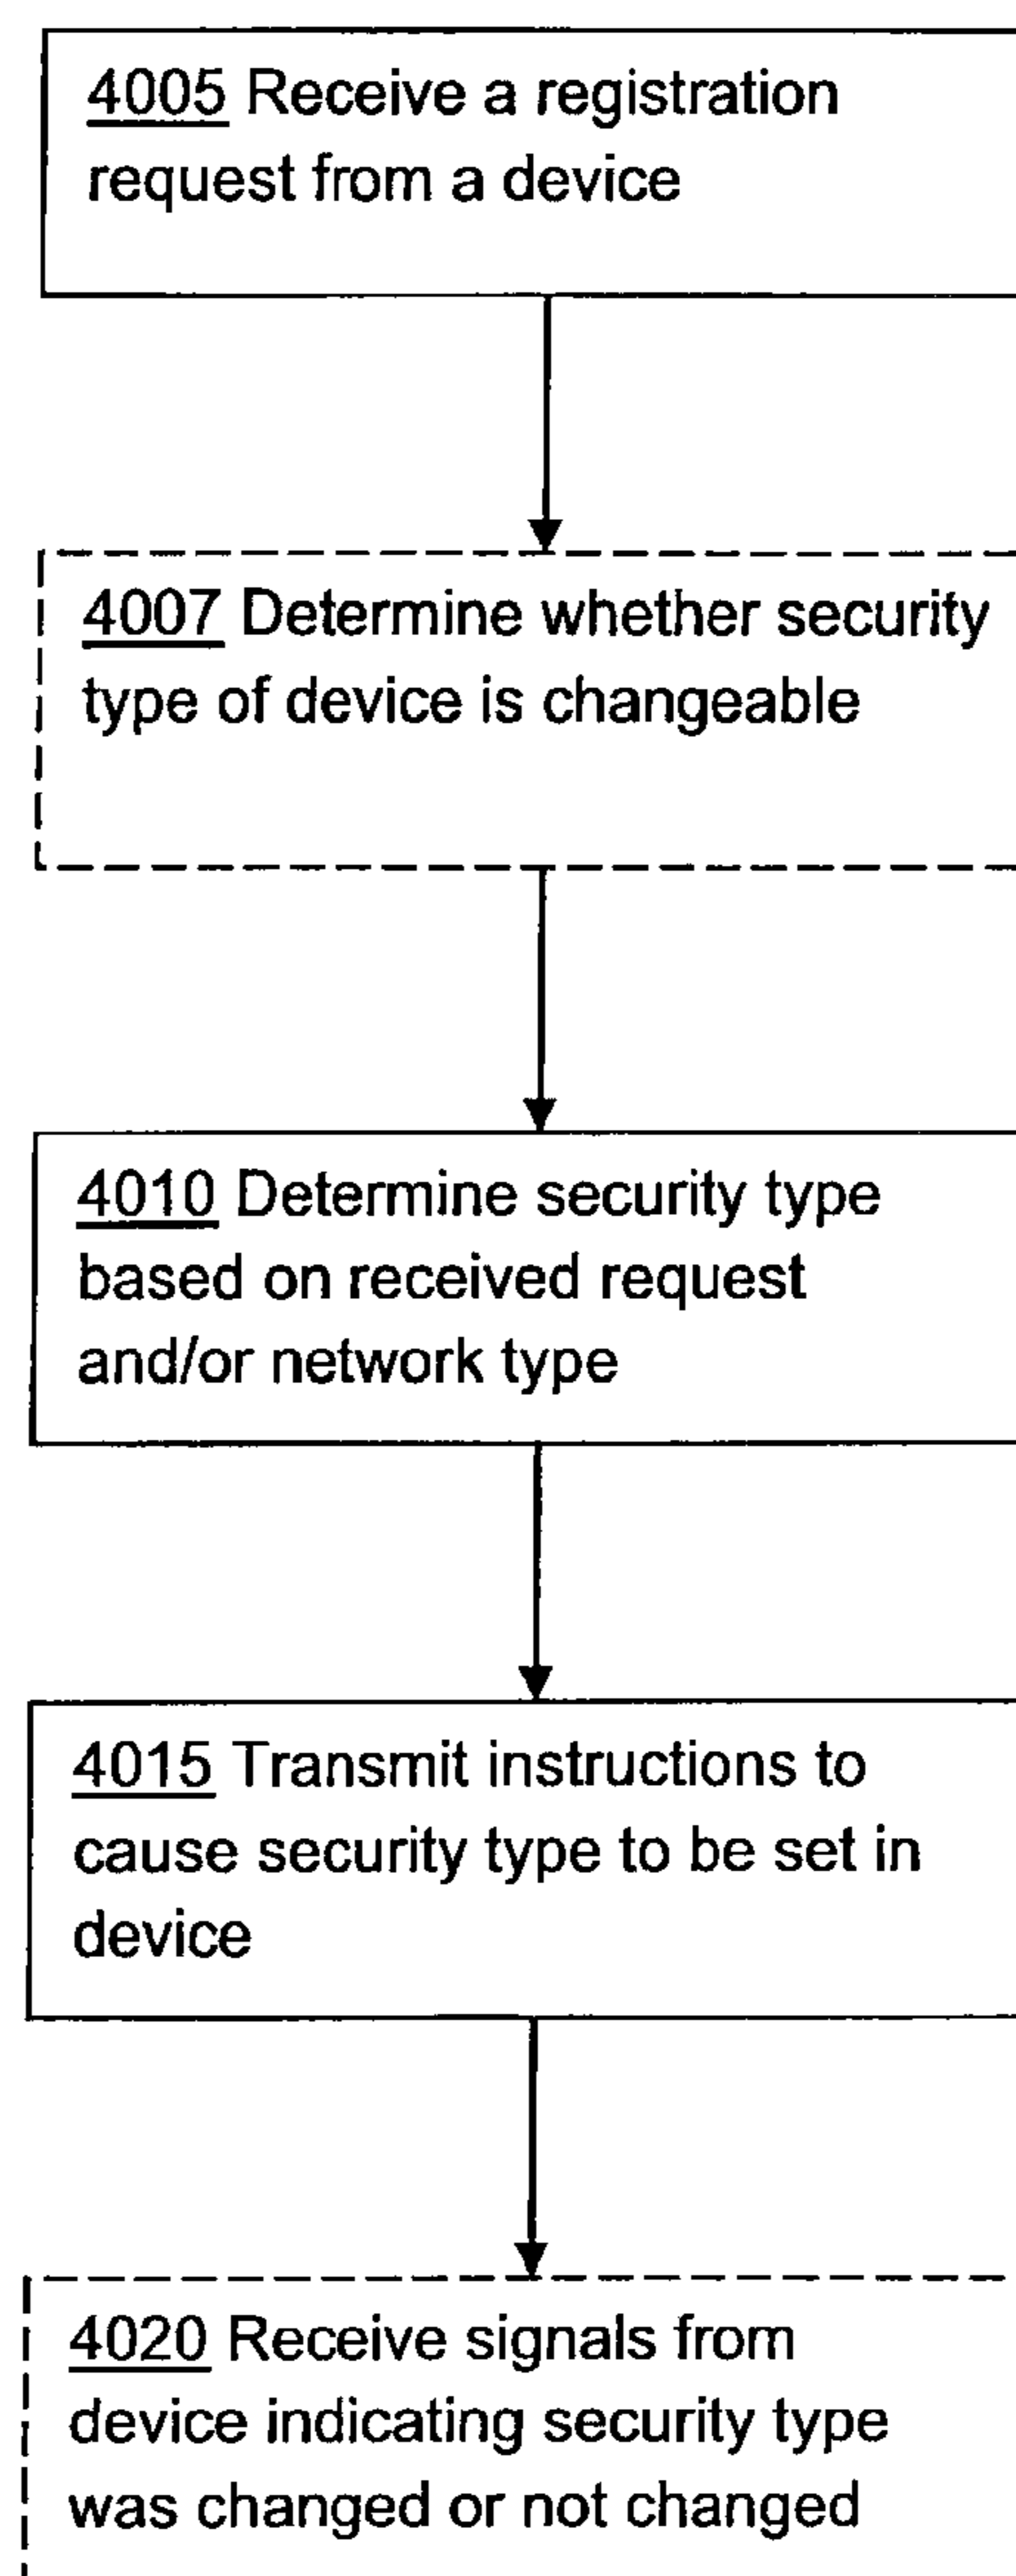 4005 Receive a registration
request from a device
4007 Determine whether security
type of device is changeable
4010 Determine security type
based on received request
and/or network type
4015 Transmit instructions to
cause security type to be set in
device
4020 Receive signals from
device indicating security type
was changed or not changed